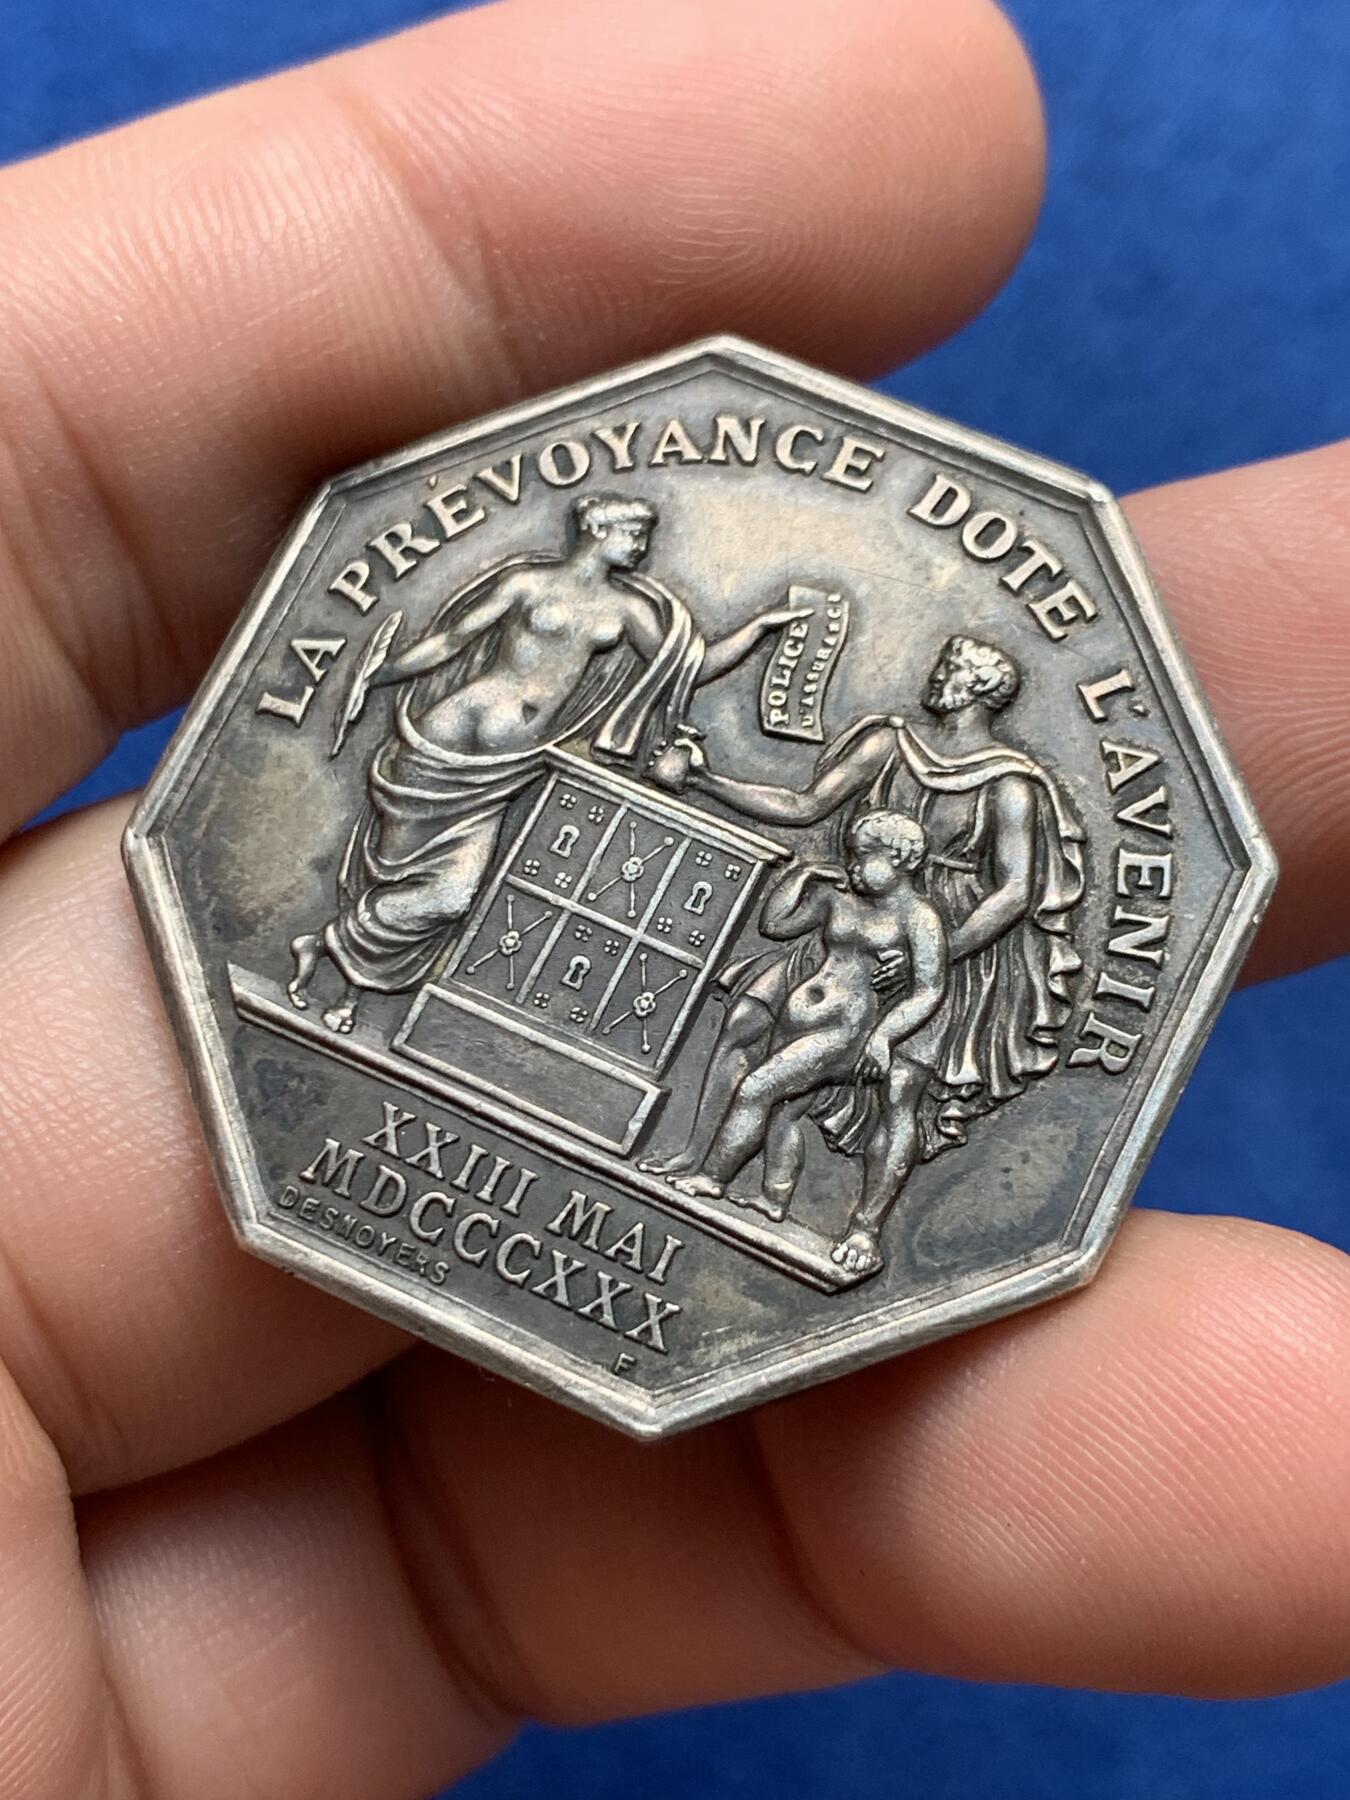 LA PRÉVOYANCE DOTE L'AVENIR
POLICE
D'ASSURANCE
XXIII MAI
MDCCCXXX
DESNOYERS
F